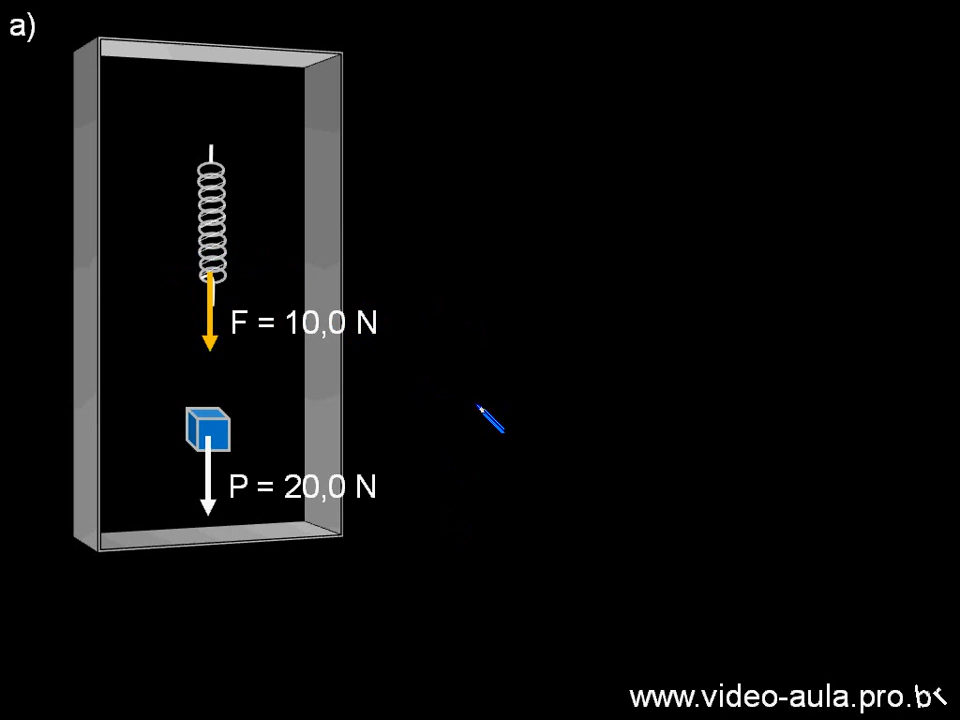 a)
F = 10,0 N
P = 20,0 N
www.video-aula.pro.br